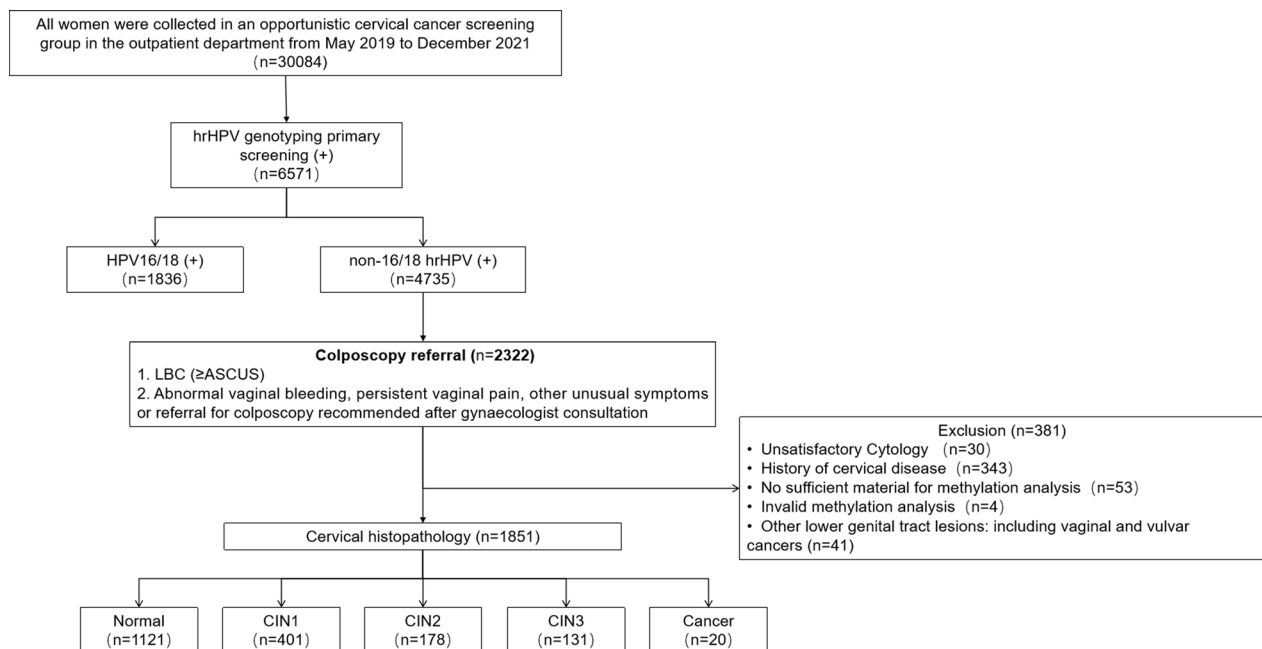 All women were collected in an opportunistic cervical cancer screening
group in the outpatient department from May 2019 to December 2021
（n=30084）
hrHPV genotyping primary
screening (+)
（n=6571）
HPV16/18 (+)
（n=1836）
non-16/18 hrHPV (+)
（n=4735）
Colposcopy referral (n=2322)
1. LBC (≥ASCUS)
2. Abnormal vaginal bleeding, persistent vaginal pain, other unusual symptoms
or referral for colposcopy recommended after gynaecologist consultation
Exclusion (n=381)
• Unsatisfactory Cytology （n=30）
• History of cervical disease（n=343）
• No sufficient material for methylation analysis（n=53）
• Invalid methylation analysis（n=4）
• Other lower genital tract lesions: including vaginal and vulvar
cancers (n=41)
Cervical histopathology（n=1851）
Normal
（n=1121）
CIN1
（n=401）
CIN2
（n=178）
CIN3
（n=131）
Cancer
（n=20）